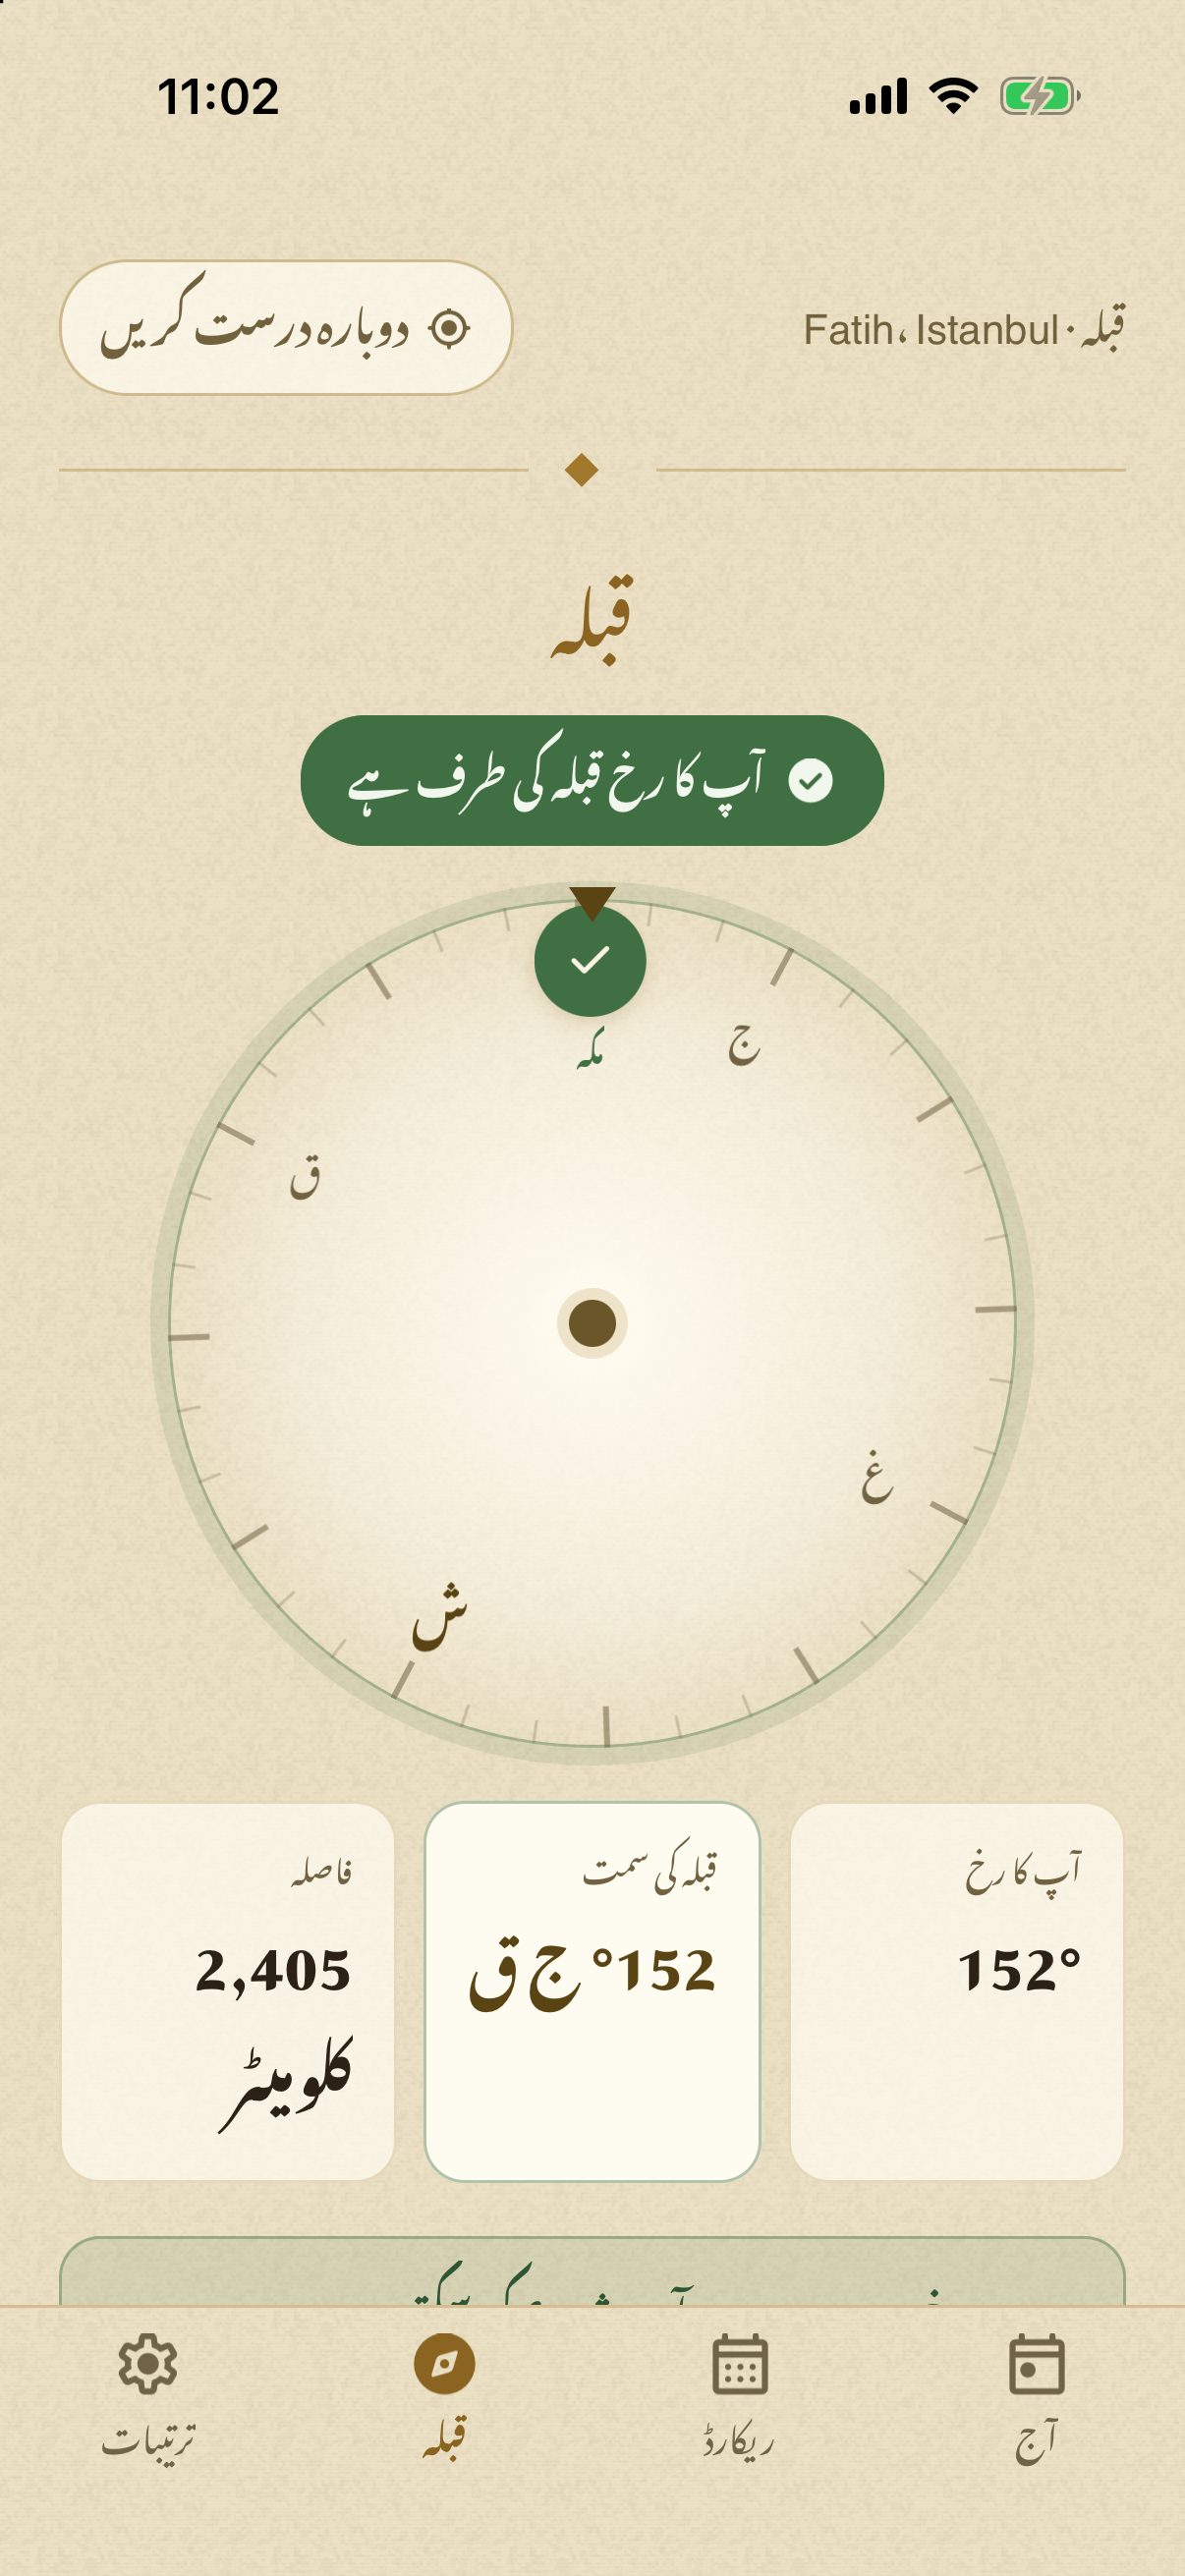 11:02
قبلہ · Fatih، Istanbul
دوبارہ درست کریں
قبلہ
آپ کا رخ قبلہ کی طرف ہے
مکہ
ج
ق
غ
ش
آپ کا رخ
152°
قبلہ کی سمت
152° ج ق
فاصلہ
2,405
کلومیٹر
آج
ریکارڈ
قبلہ
ترتیبات